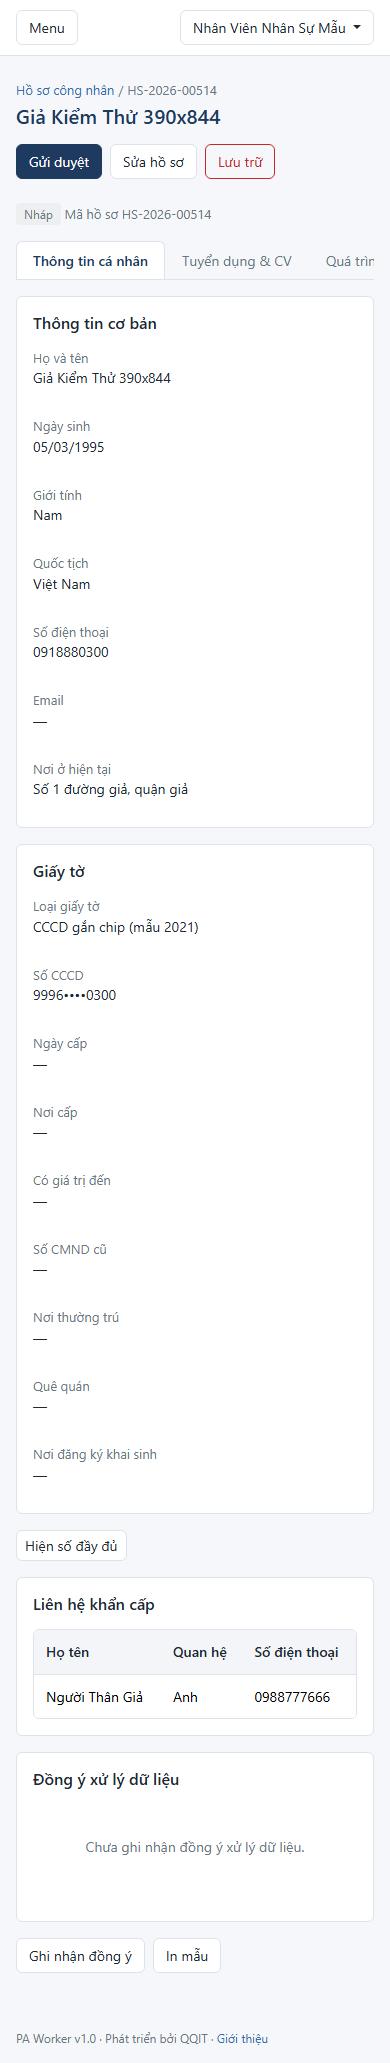 Menu
Nhân Viên Nhân Sự Mẫu
Hồ sơ công nhân / HS-2026-00514
Giả Kiểm Thử 390x844
Gửi duyệt
Sửa hồ sơ
Lưu trữ
Nháp Mã hồ sơ HS-2026-00514
Thông tin cá nhân
Tuyển dụng & CV
Quá trìn
Thông tin cơ bản
Họ và tên
Giả Kiểm Thử 390x844
Ngày sinh
05/03/1995
Giới tính
Nam
Quốc tịch
Việt Nam
Số điện thoại
0918880300
Email
—
Nơi ở hiện tại
Số 1 đường giả, quận giả
Giấy tờ
Loại giấy tờ
CCCD gắn chip (mẫu 2021)
Số CCCD
9996••••0300
Ngày cấp
—
Nơi cấp
—
Có giá trị đến
—
Số CMND cũ
—
Nơi thường trú
—
Quê quán
—
Nơi đăng ký khai sinh
—
Hiện số đầy đủ
Liên hệ khẩn cấp
Họ tên Quan hệ Số điện thoại
Người Thân Giả Anh 0988777666
Đồng ý xử lý dữ liệu
Chưa ghi nhận đồng ý xử lý dữ liệu.
Ghi nhận đồng ý
In mẫu
PA Worker v1.0 · Phát triển bởi QQIT · Giới thiệu